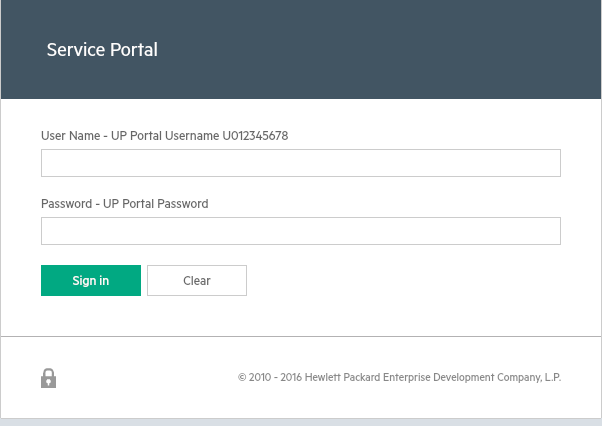 Service Portal
User Name - UP Portal Username U012345678
Password - UP Portal Password
Sign in Clear
© 2010 - 2016 Hewlett Packard Enterprise Development Company, L.P.